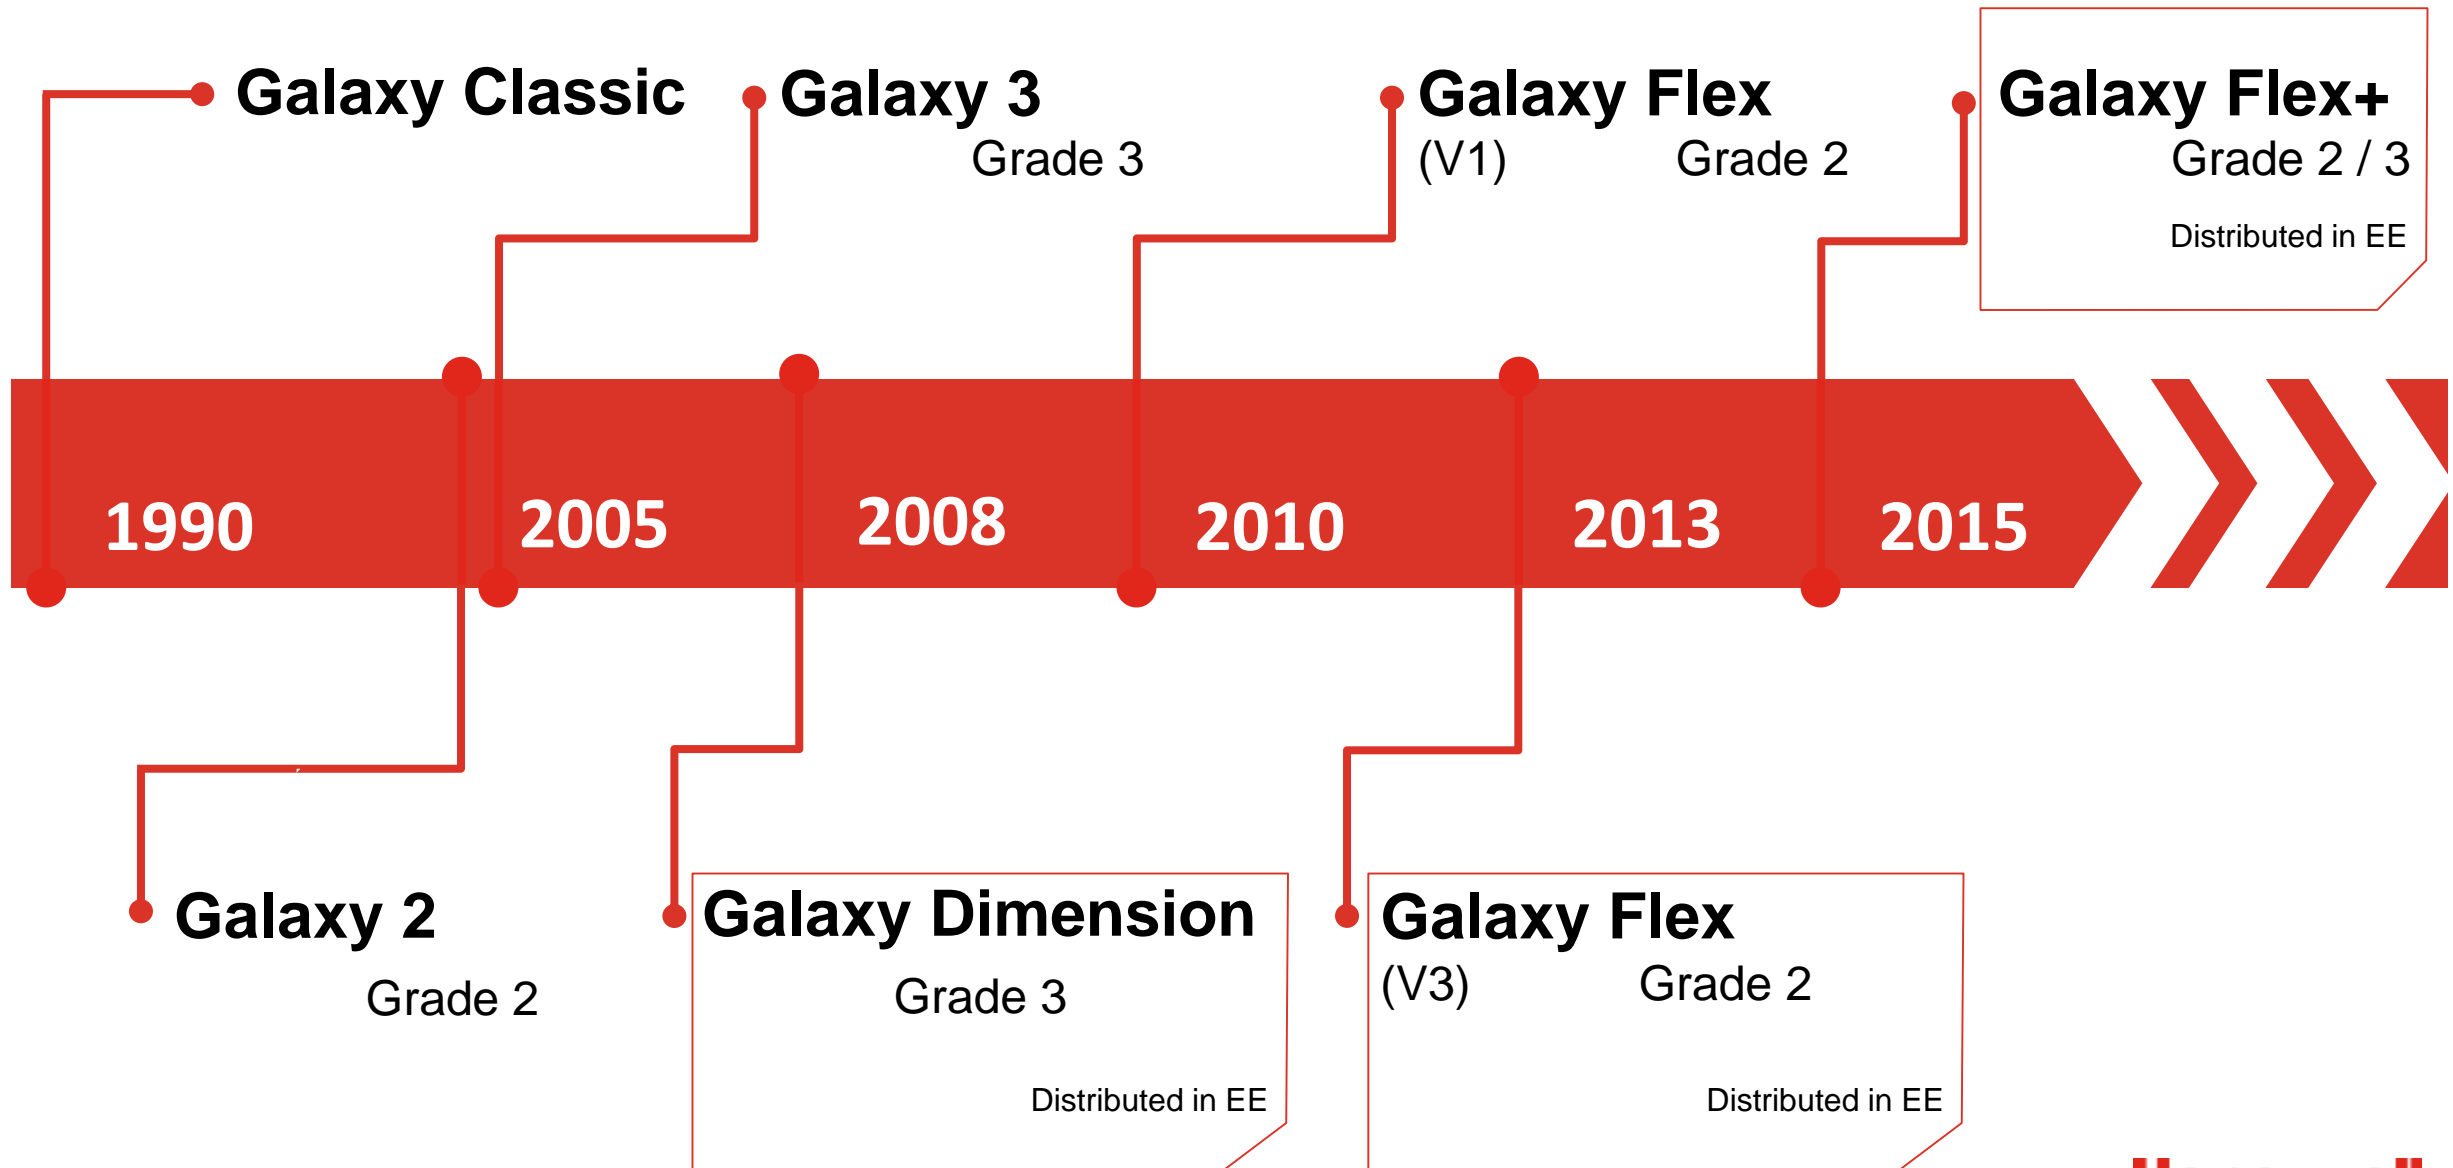 Galaxy Classic
Galaxy 3
Grade 3
Galaxy Flex
(V1) Grade 2
Galaxy Flex+
Grade 2 / 3
Distributed in EE
1990
2005
2008
2010
2013
2015
Galaxy 2
Grade 2
Galaxy Dimension
Grade 3
Distributed in EE
Galaxy Flex
(V3) Grade 2
Distributed in EE